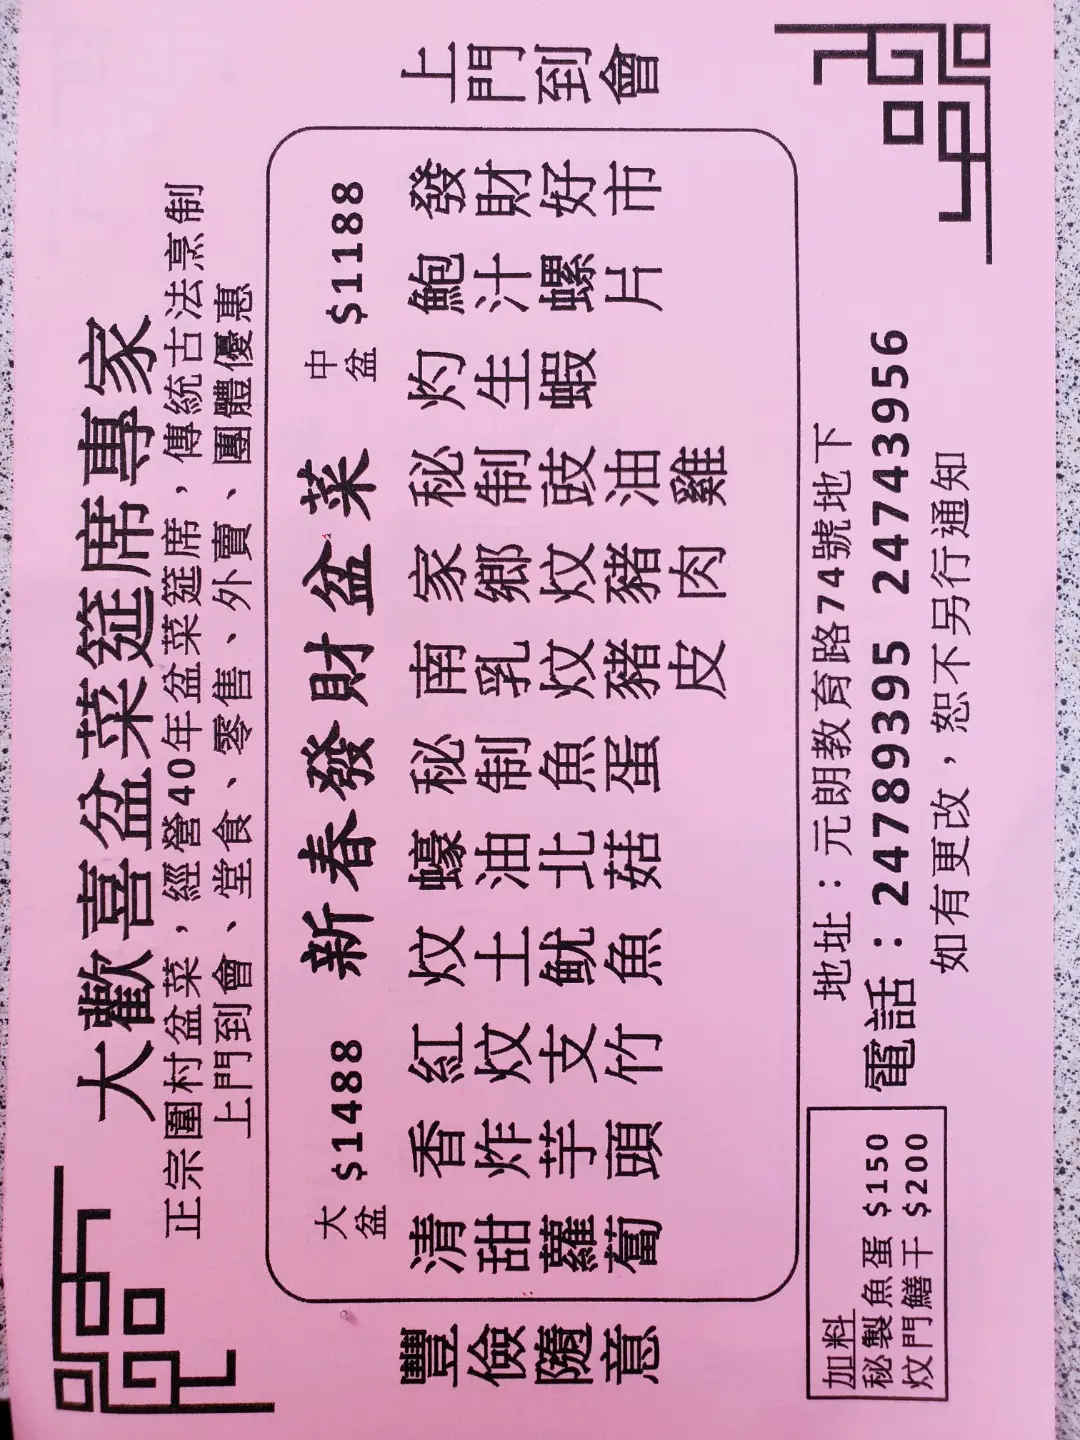 大歡喜盆菜筵席專家
正宗圍村盆菜，經營40年盆菜筵席，傳統古法烹制
上門到會、堂食、零售、外賣、團體優惠
大盆 $1488 新春發財盆菜 中盆 $1188
上門到會
發財好市
鮑汁螺片
灼生蝦
秘制豉油雞
家鄉炆豬肉
南乳炆豬皮
秘制魚蛋
蠔油北菇
炆土魷魚
紅炆支竹
香炸芋頭
清甜蘿蔔
豐儉隨意
加料
秘製魚蛋 $150
炆門鱔干 $200
地址：元朗教育路74號地下
電話：24789395 24743956
如有更改，恕不另行通知